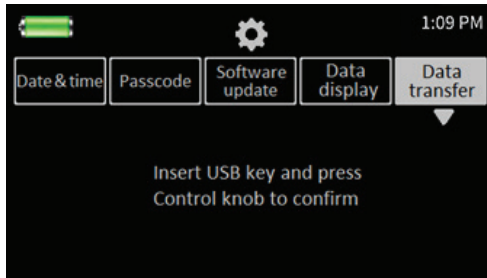 1:09 PM
Date & time
Passcode
Software
update
Data
display
Data
transfer
Insert USB key and press
Control knob to confirm